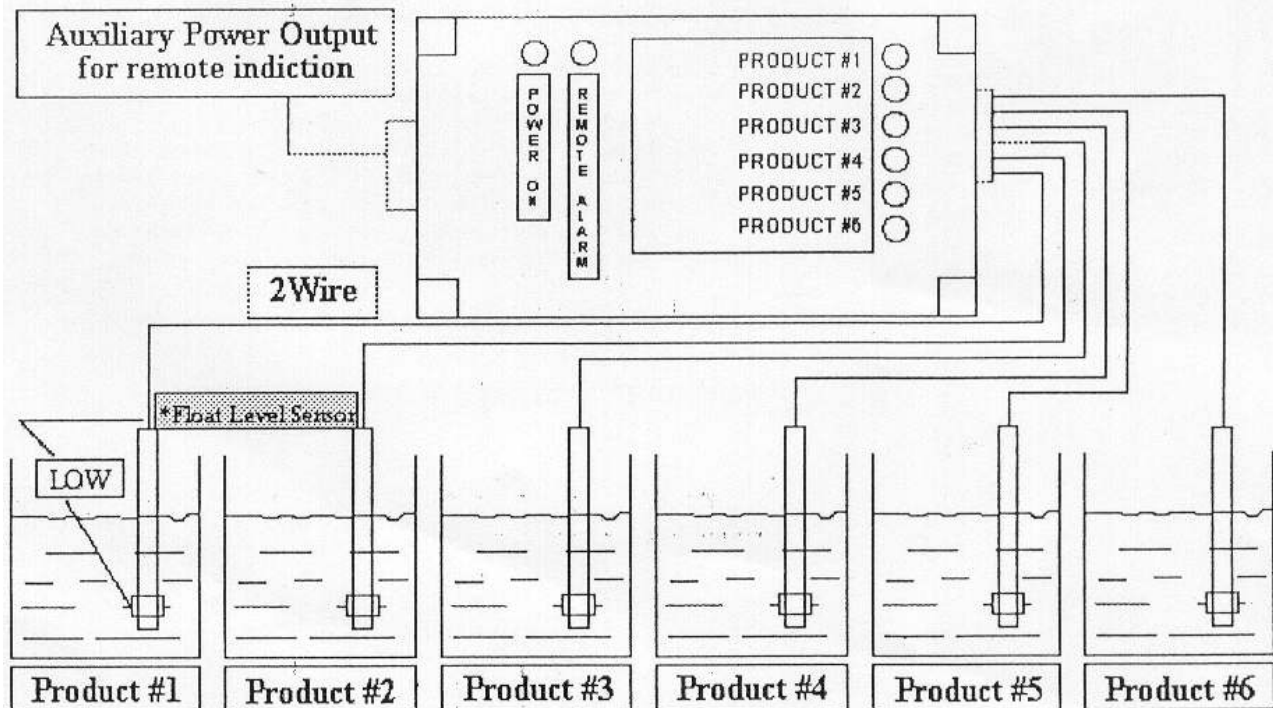 Auxiliary Power Output
for remote indiction
POWER ON
REMOTE ALARM
PRODUCT #1
PRODUCT #2
PRODUCT #3
PRODUCT #4
PRODUCT #5
PRODUCT #6
2Wire
*Float Level Sensor
LOW
Product #1
Product #2
Product #3
Product #4
Product #5
Product #6